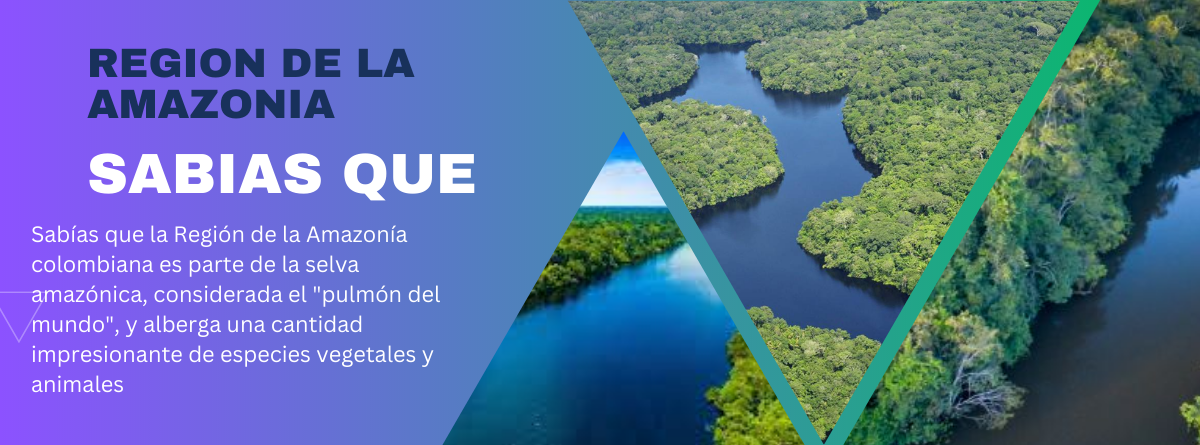 REGION DE LA
AMAZONIA
SABIAS QUE
Sabías que la Región de la Amazonía
colombiana es parte de la selva
amazónica, considerada el "pulmón del
mundo", y alberga una cantidad
impresionante de especies vegetales y
animales